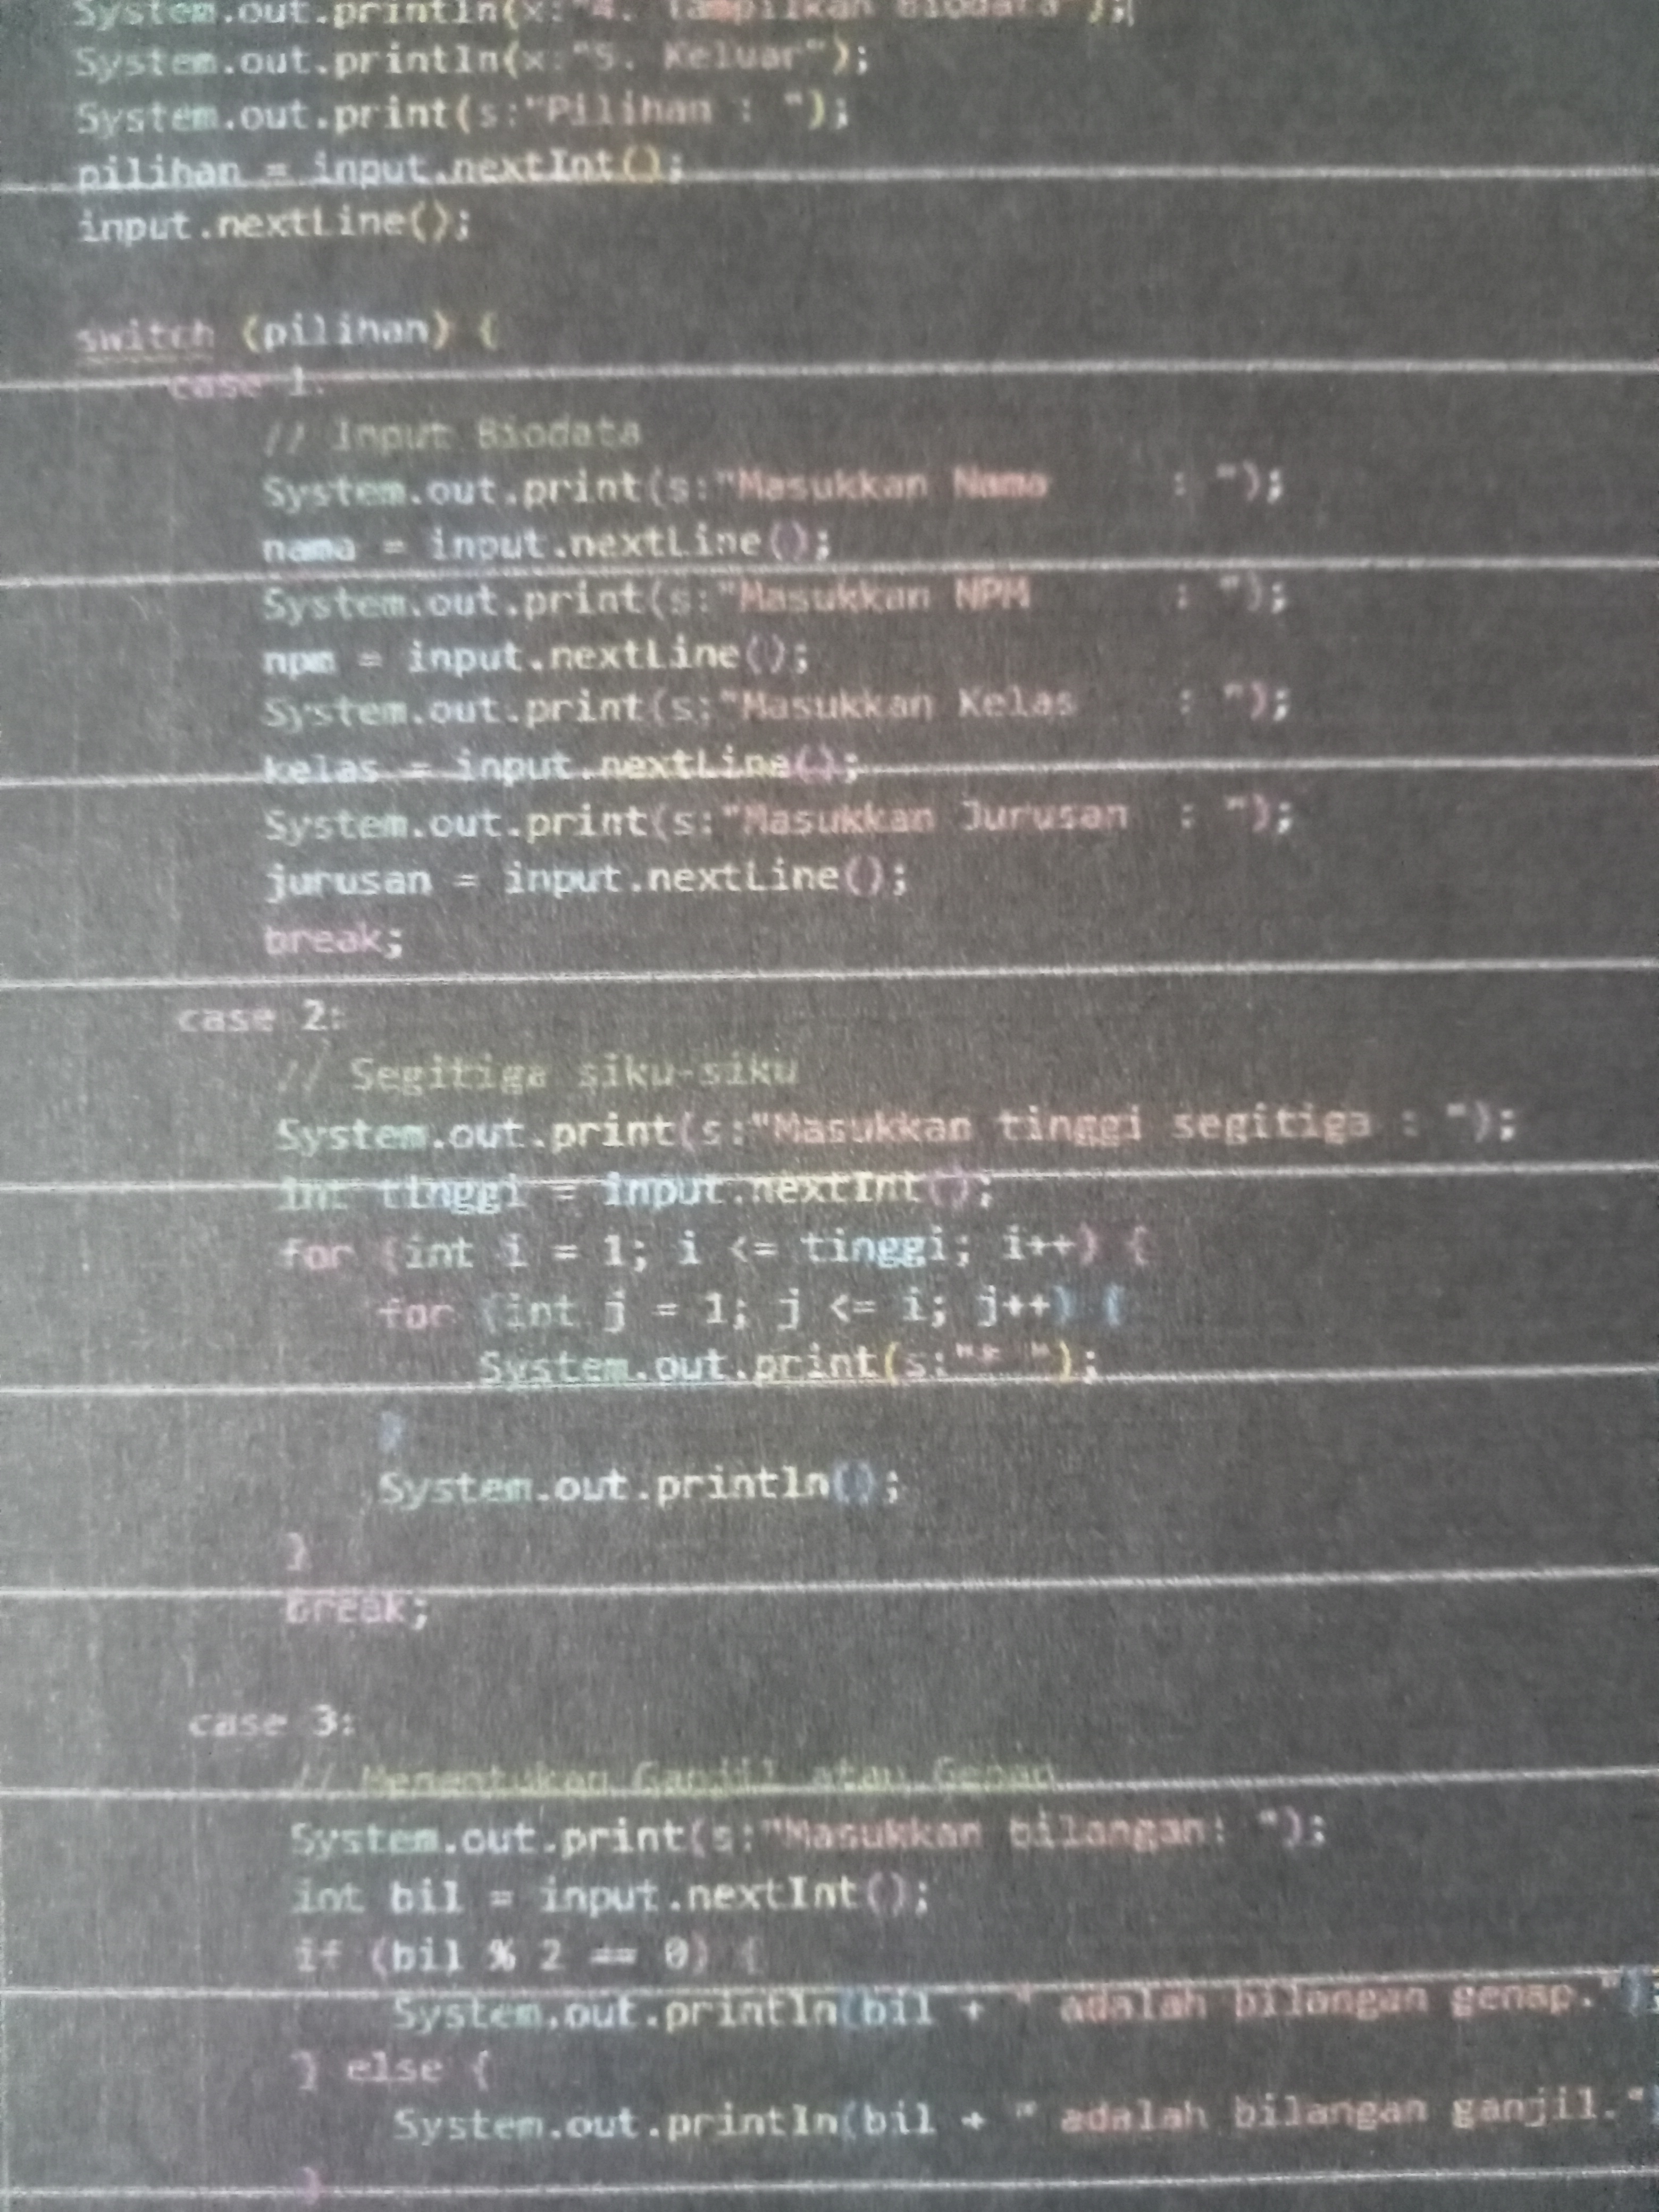 System.out.println(x:"4. Tampilkan Biodata");
System.out.println(x:"5. Keluar");
System.out.print(s:"Pilihan : ");
pilihan = input.nextInt();
input.nextLine();
switch (pilihan) {
case 1:
// Input Biodata
System.out.print(s:"Masukkan Nama     : ");
nama = input.nextLine();
System.out.print(s:"Masukkan NPM      : ");
npm = input.nextLine();
System.out.print(s:"Masukkan Kelas    : ");
kelas = input.nextLine();
System.out.print(s:"Masukkan Jurusan  : ");
jurusan = input.nextLine();
break;
case 2:
// Segitiga siku-siku
System.out.print(s:"Masukkan tinggi segitiga : ");
int tinggi = input.nextInt();
for (int i = 1; i <= tinggi; i++) {
for (int j = 1; j <= i; j++) {
System.out.print(s:"* ");
}
System.out.println();
}
break;
case 3:
// Menentukan Ganjil atau Genap
System.out.print(s:"Masukkan bilangan: ");
int bil = input.nextInt();
if (bil % 2 == 0) {
System.out.println(bil + " adalah bilangan genap.");
} else {
System.out.println(bil + " adalah bilangan ganjil.")
}